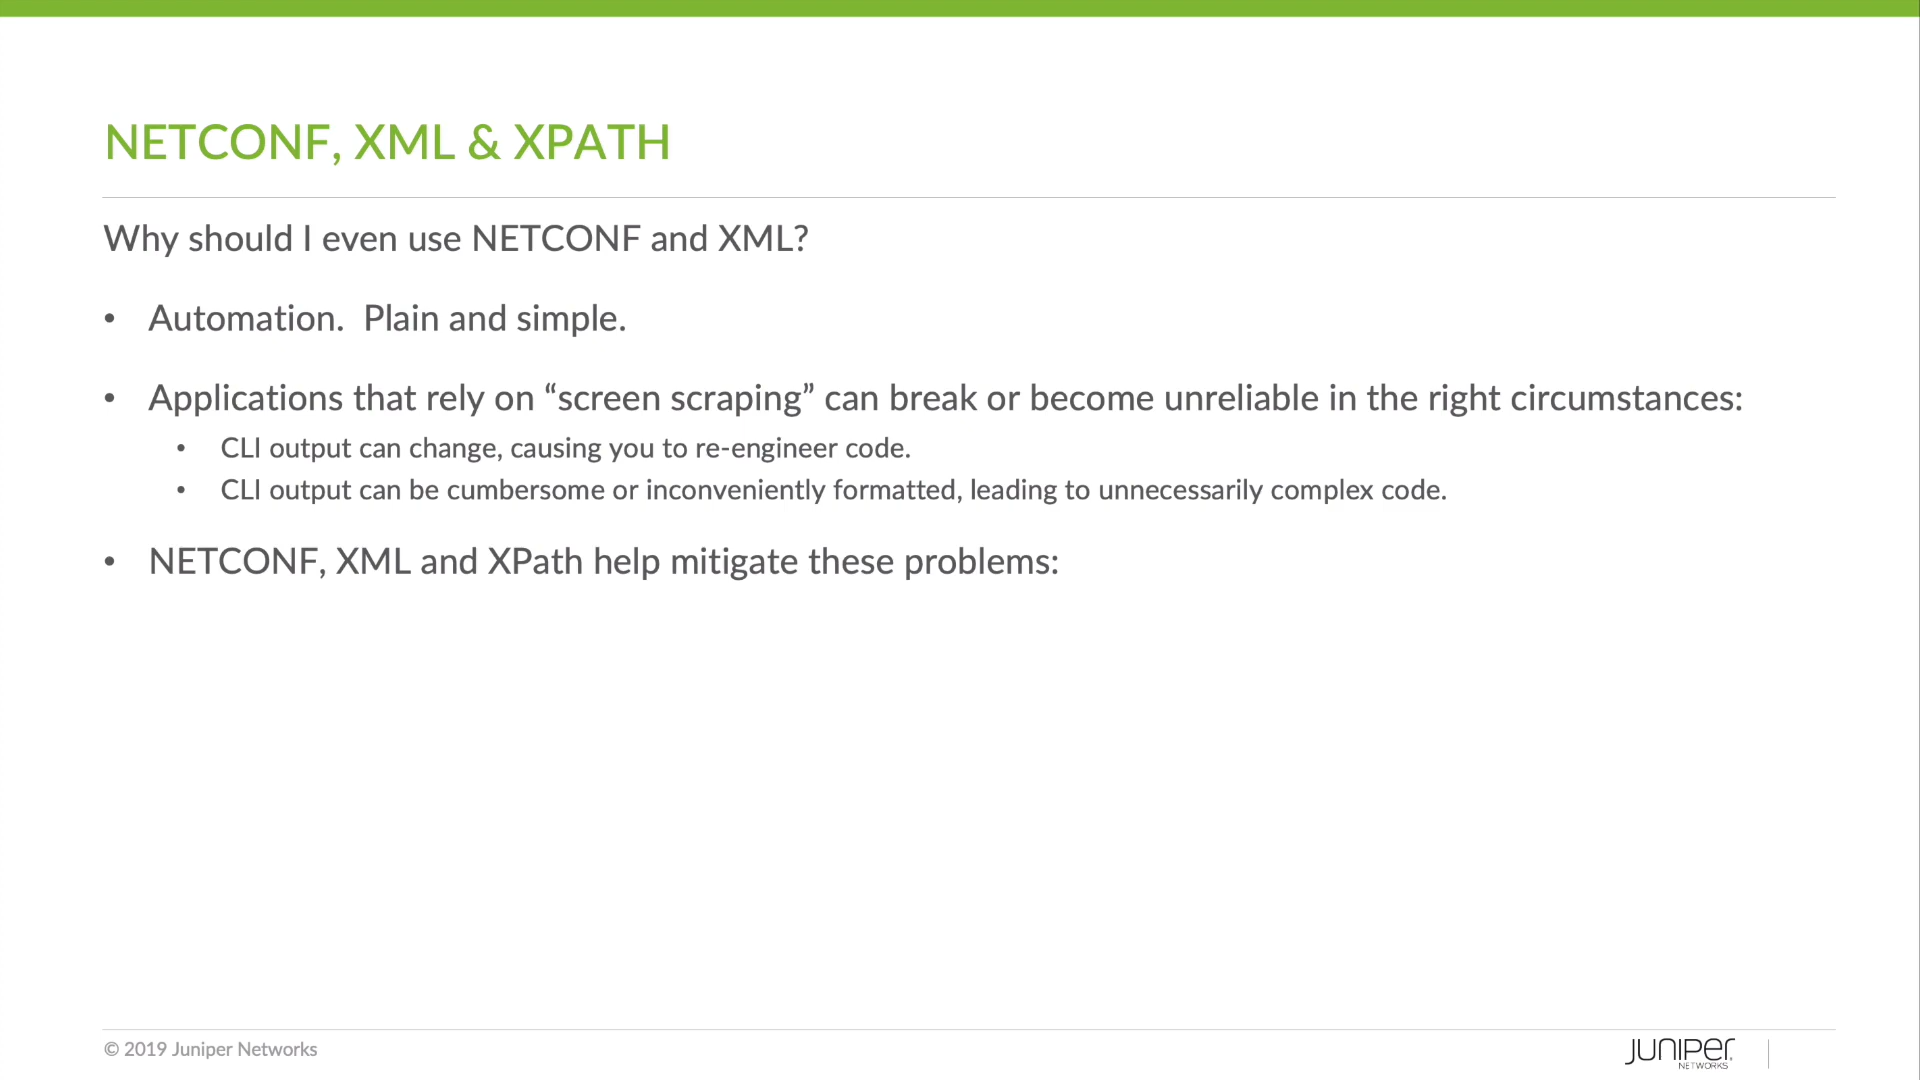 NETCONF, XML & XPATH
Why should I even use NETCONF and XML?
• Automation.  Plain and simple.
• Applications that rely on “screen scraping” can break or become unreliable in the right circumstances:
• CLI output can change, causing you to re-engineer code.
• CLI output can be cumbersome or inconveniently formatted, leading to unnecessarily complex code.
• NETCONF, XML and XPath help mitigate these problems:
© 2019 Juniper Networks
JUNIPER
NETWORKS